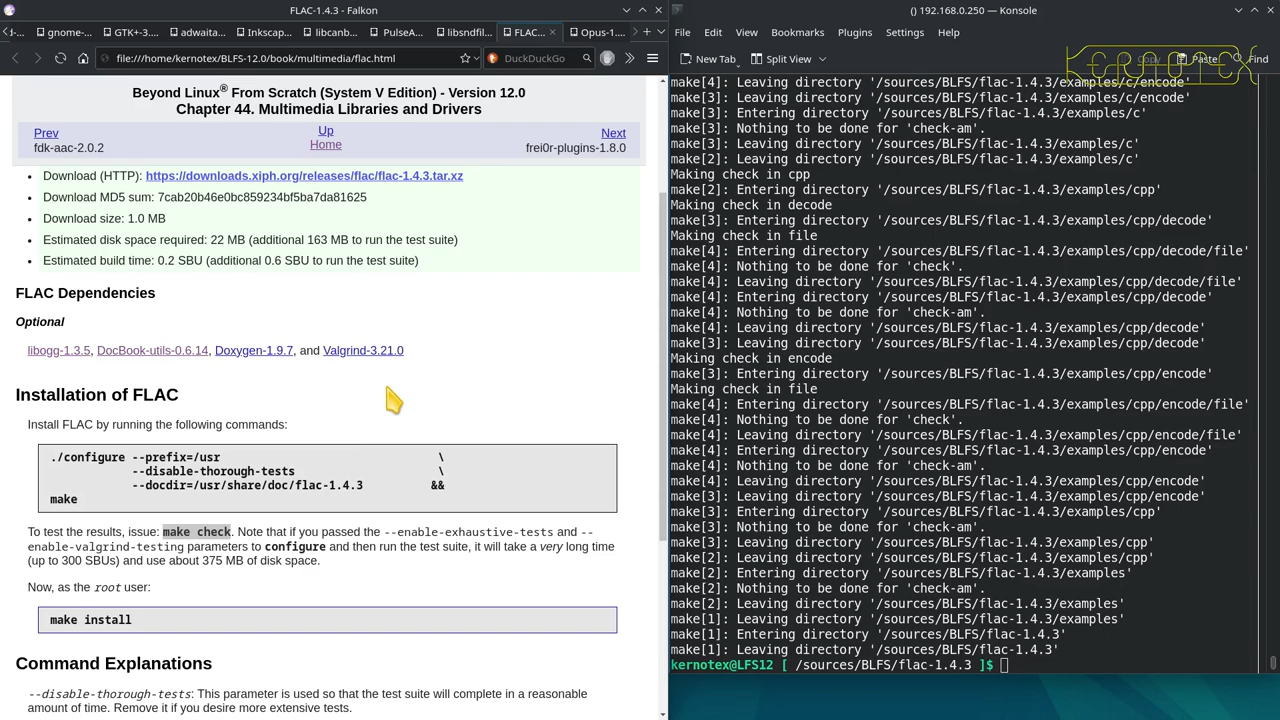 FLAC-1.4.3 - Falkon
d-...
gnome-...
GTK+-3....
adwaita...
Inkscap...
libcanb...
PulseA...
libsndfil...
FLAC...
Opus-1....
file:///home/kernotex/BLFS-12.0/book/multimedia/flac.html
DuckDuckGo
Beyond Linux® From Scratch (System V Edition) - Version 12.0
Chapter 44. Multimedia Libraries and Drivers
Prev
Up
Next
fdk-aac-2.0.2
Home
frei0r-plugins-1.8.0
• Download (HTTP): https://downloads.xiph.org/releases/flac/flac-1.4.3.tar.xz
• Download MD5 sum: 7cab20b46e0bc859234bf5ba7da81625
• Download size: 1.0 MB
• Estimated disk space required: 22 MB (additional 163 MB to run the test suite)
• Estimated build time: 0.2 SBU (additional 0.6 SBU to run the test suite)
FLAC Dependencies
Optional
libogg-1.3.5, DocBook-utils-0.6.14, Doxygen-1.9.7, and Valgrind-3.21.0
Installation of FLAC
Install FLAC by running the following commands:
./configure --prefix=/usr \
--disable-thorough-tests \
--docdir=/usr/share/doc/flac-1.4.3 &&
make
To test the results, issue: make check. Note that if you passed the --enable-exhaustive-tests and --
enable-valgrind-testing parameters to configure and then run the test suite, it will take a very long time
(up to 300 SBUs) and use about 375 MB of disk space.
Now, as the root user:
make install
Command Explanations
--disable-thorough-tests: This parameter is used so that the test suite will complete in a reasonable
amount of time. Remove it if you desire more extensive tests.
() 192.168.0.250 — Konsole
File Edit View Bookmarks Plugins Settings Help
New Tab Split View Copy Paste Find
KERNOTEX
make[4]: Leaving directory '/sources/BLFS/flac-1.4.3/examples/c/encode'
make[3]: Leaving directory '/sources/BLFS/flac-1.4.3/examples/c/encode'
make[3]: Entering directory '/sources/BLFS/flac-1.4.3/examples/c'
make[3]: Nothing to be done for 'check-am'.
make[3]: Leaving directory '/sources/BLFS/flac-1.4.3/examples/c'
make[2]: Leaving directory '/sources/BLFS/flac-1.4.3/examples/c'
Making check in cpp
make[2]: Entering directory '/sources/BLFS/flac-1.4.3/examples/cpp'
Making check in decode
make[3]: Entering directory '/sources/BLFS/flac-1.4.3/examples/cpp/decode'
Making check in file
make[4]: Entering directory '/sources/BLFS/flac-1.4.3/examples/cpp/decode/file'
make[4]: Nothing to be done for 'check'.
make[4]: Leaving directory '/sources/BLFS/flac-1.4.3/examples/cpp/decode/file'
make[4]: Entering directory '/sources/BLFS/flac-1.4.3/examples/cpp/decode'
make[4]: Nothing to be done for 'check-am'.
make[4]: Leaving directory '/sources/BLFS/flac-1.4.3/examples/cpp/decode'
make[3]: Leaving directory '/sources/BLFS/flac-1.4.3/examples/cpp/decode'
Making check in encode
make[3]: Entering directory '/sources/BLFS/flac-1.4.3/examples/cpp/encode'
Making check in file
make[4]: Entering directory '/sources/BLFS/flac-1.4.3/examples/cpp/encode/file'
make[4]: Nothing to be done for 'check'.
make[4]: Leaving directory '/sources/BLFS/flac-1.4.3/examples/cpp/encode/file'
make[4]: Entering directory '/sources/BLFS/flac-1.4.3/examples/cpp/encode'
make[4]: Nothing to be done for 'check-am'.
make[4]: Leaving directory '/sources/BLFS/flac-1.4.3/examples/cpp/encode'
make[3]: Leaving directory '/sources/BLFS/flac-1.4.3/examples/cpp/encode'
make[3]: Entering directory '/sources/BLFS/flac-1.4.3/examples/cpp'
make[3]: Nothing to be done for 'check-am'.
make[3]: Leaving directory '/sources/BLFS/flac-1.4.3/examples/cpp'
make[2]: Leaving directory '/sources/BLFS/flac-1.4.3/examples/cpp'
make[2]: Entering directory '/sources/BLFS/flac-1.4.3/examples'
make[2]: Nothing to be done for 'check-am'.
make[2]: Leaving directory '/sources/BLFS/flac-1.4.3/examples'
make[1]: Leaving directory '/sources/BLFS/flac-1.4.3/examples'
make[1]: Entering directory '/sources/BLFS/flac-1.4.3'
make[1]: Leaving directory '/sources/BLFS/flac-1.4.3'
kernotex@LFS12 [ /sources/BLFS/flac-1.4.3 ]$